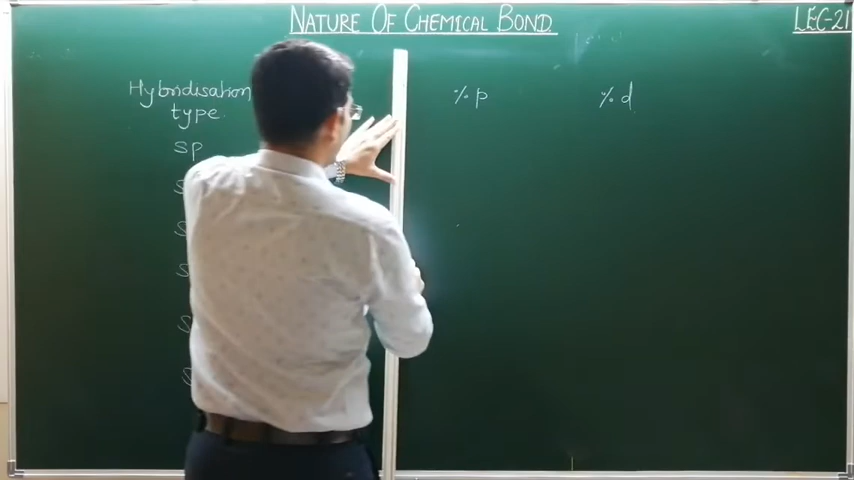 NATURE OF CHEMICAL BOND
LEC-21
Hybridisation
type
% p
% d
sp